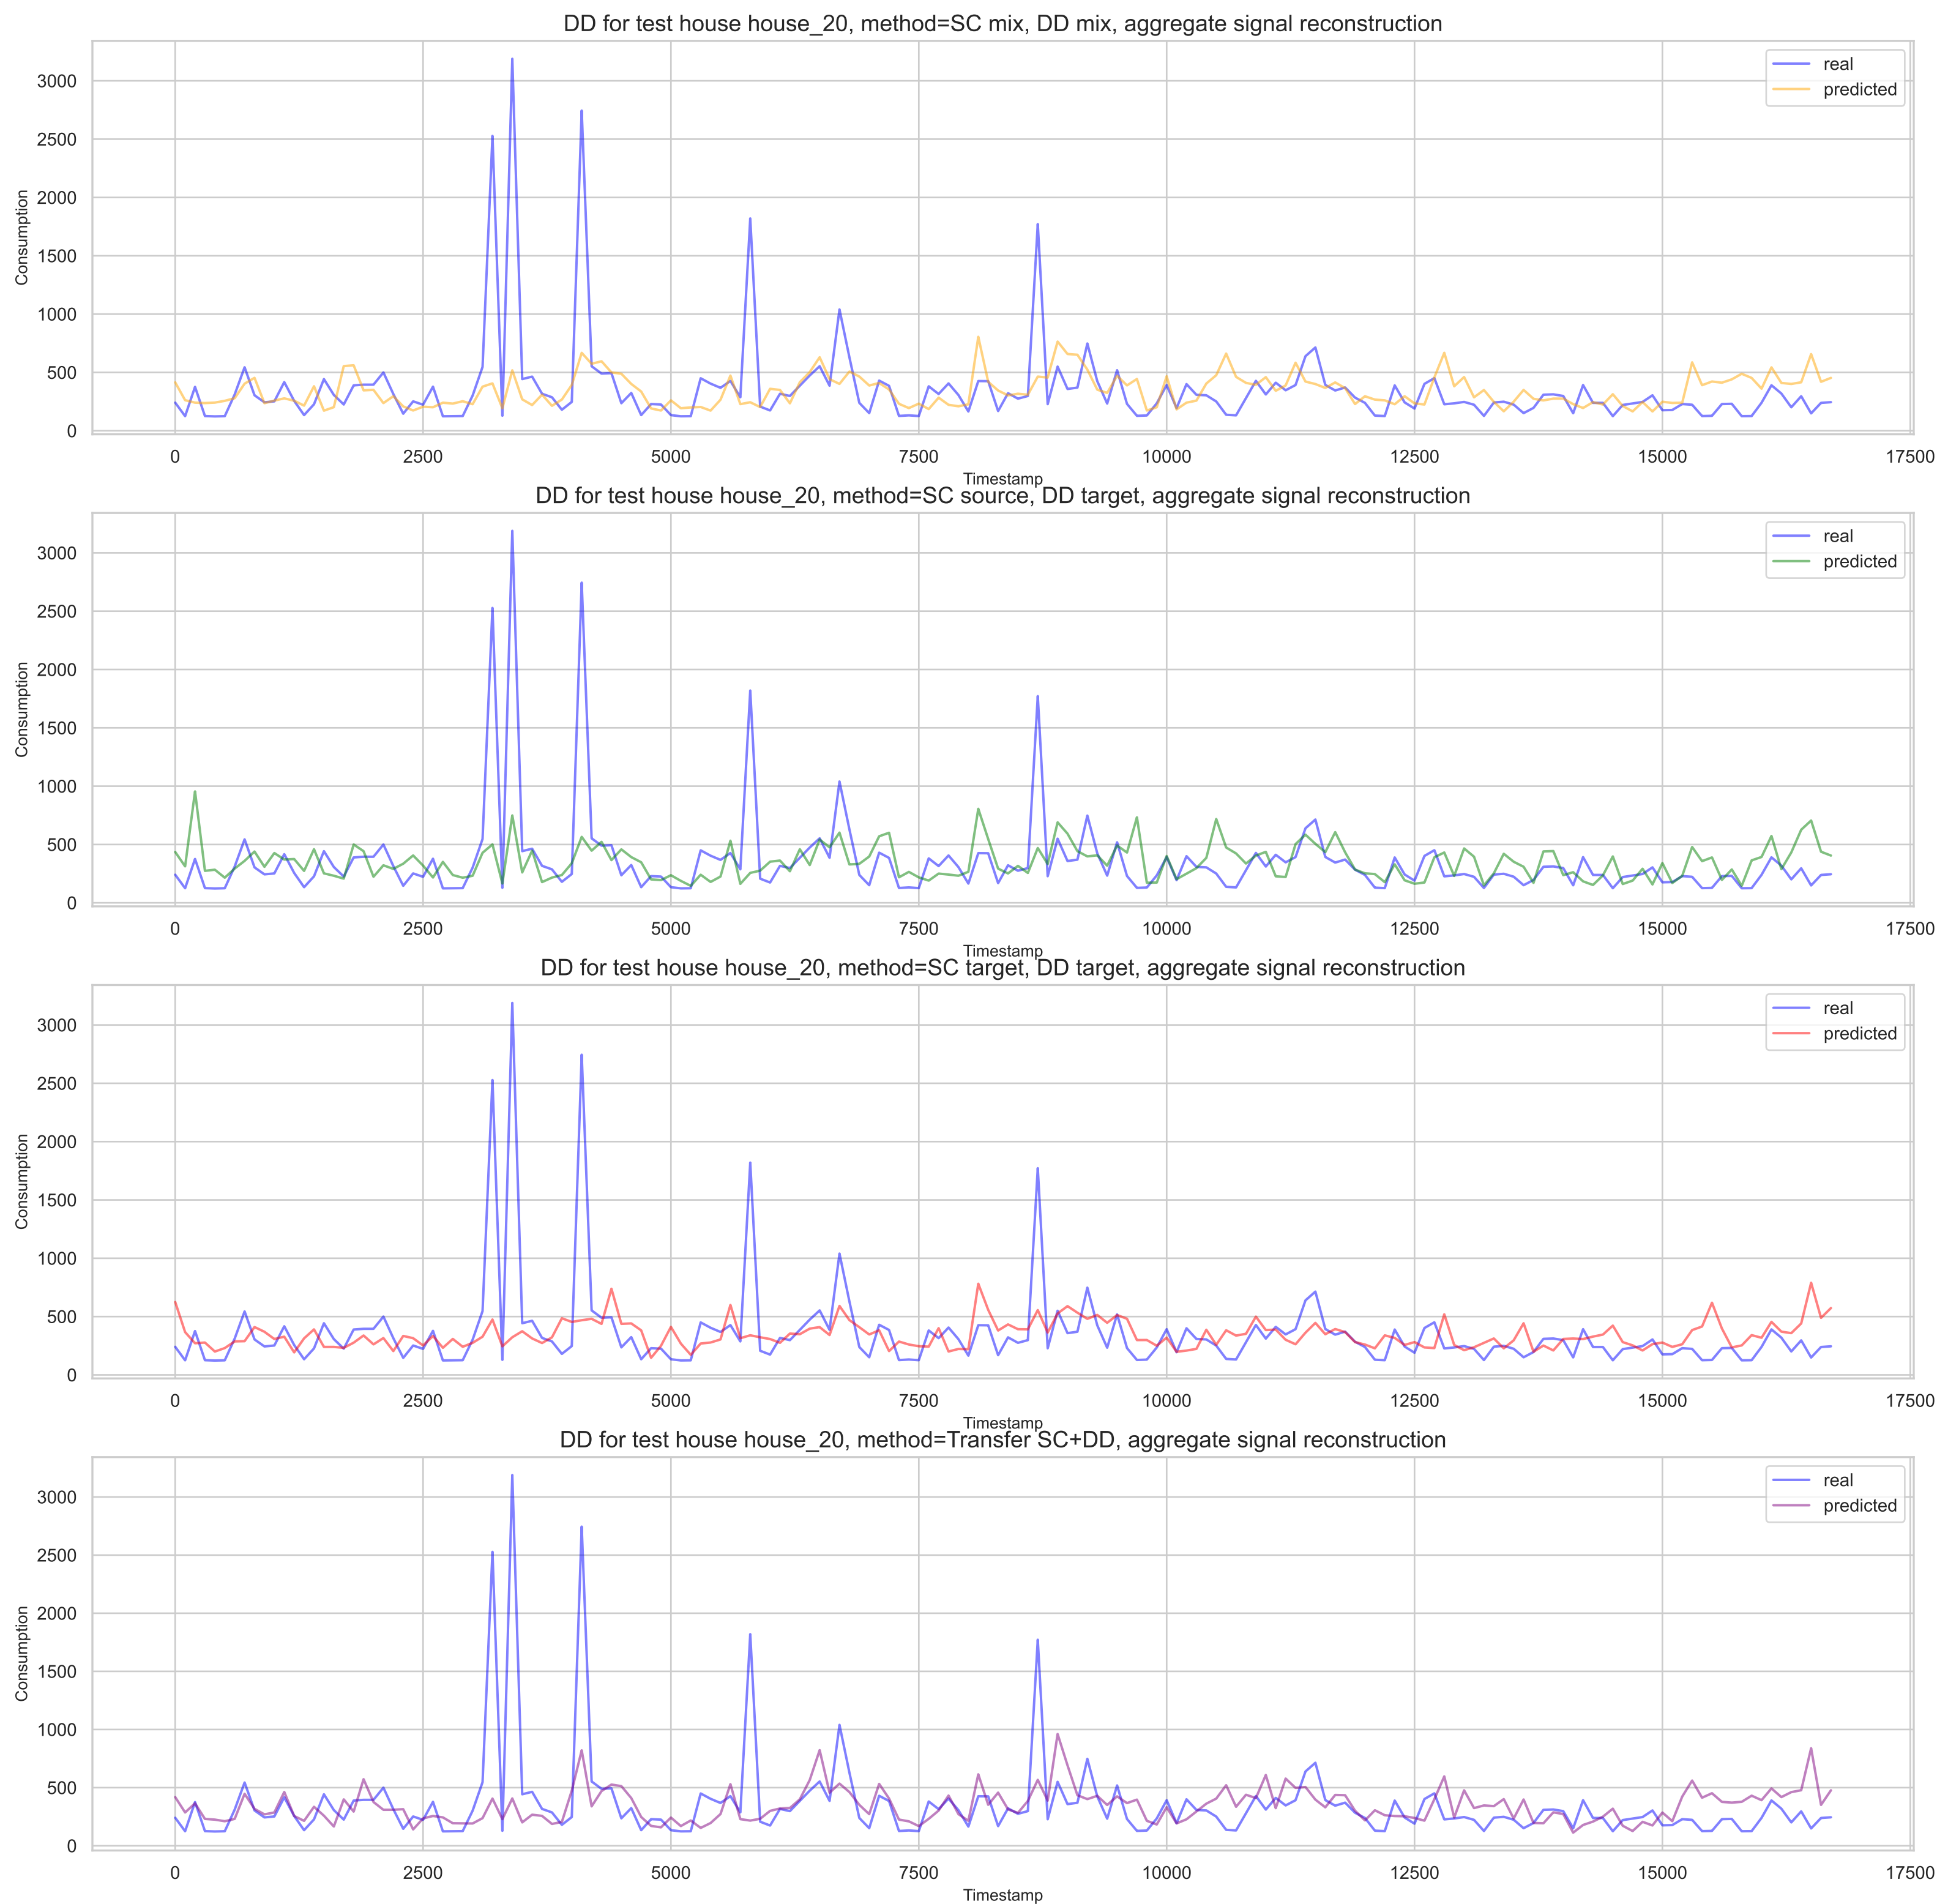 DD for test house house_20, method=SC mix, DD mix, aggregate signal reconstruction
real
predicted
Consumption
3000
2500
2000
1500
1000
500
0
0 2500 5000 7500 10000 12500 15000 17500
Timestamp
DD for test house house_20, method=SC source, DD target, aggregate signal reconstruction
real
predicted
Consumption
3000
2500
2000
1500
1000
500
0
0 2500 5000 7500 10000 12500 15000 17500
Timestamp
DD for test house house_20, method=SC target, DD target, aggregate signal reconstruction
real
predicted
Consumption
3000
2500
2000
1500
1000
500
0
0 2500 5000 7500 10000 12500 15000 17500
Timestamp
DD for test house house_20, method=Transfer SC+DD, aggregate signal reconstruction
real
predicted
Consumption
3000
2500
2000
1500
1000
500
0
0 2500 5000 7500 10000 12500 15000 17500
Timestamp